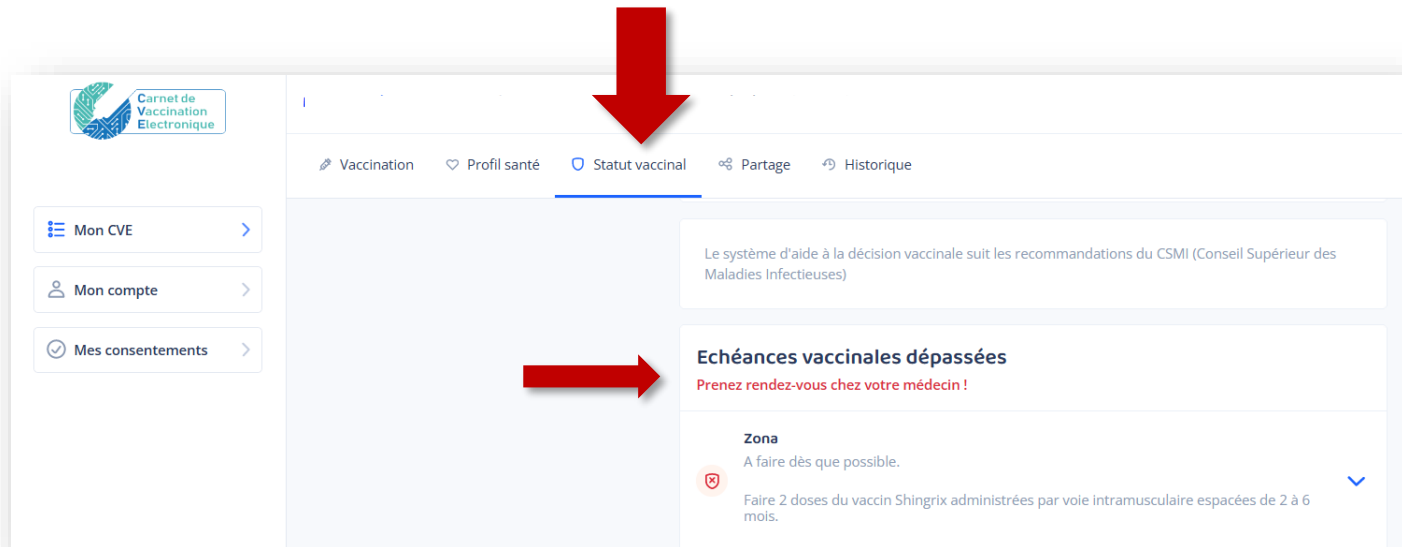 Carnet de
Vaccination
Electronique
Vaccination
Profil santé
Statut vaccinal
Partage
Historique
Mon CVE
Mon compte
Mes consentements
Le système d'aide à la décision vaccinale suit les recommandations du CSMI (Conseil Supérieur des
Maladies Infectieuses)
Echéances vaccinales dépassées
Prenez rendez-vous chez votre médecin !
Zona
A faire dès que possible.
Faire 2 doses du vaccin Shingrix administrées par voie intramusculaire espacées de 2 à 6
mois.